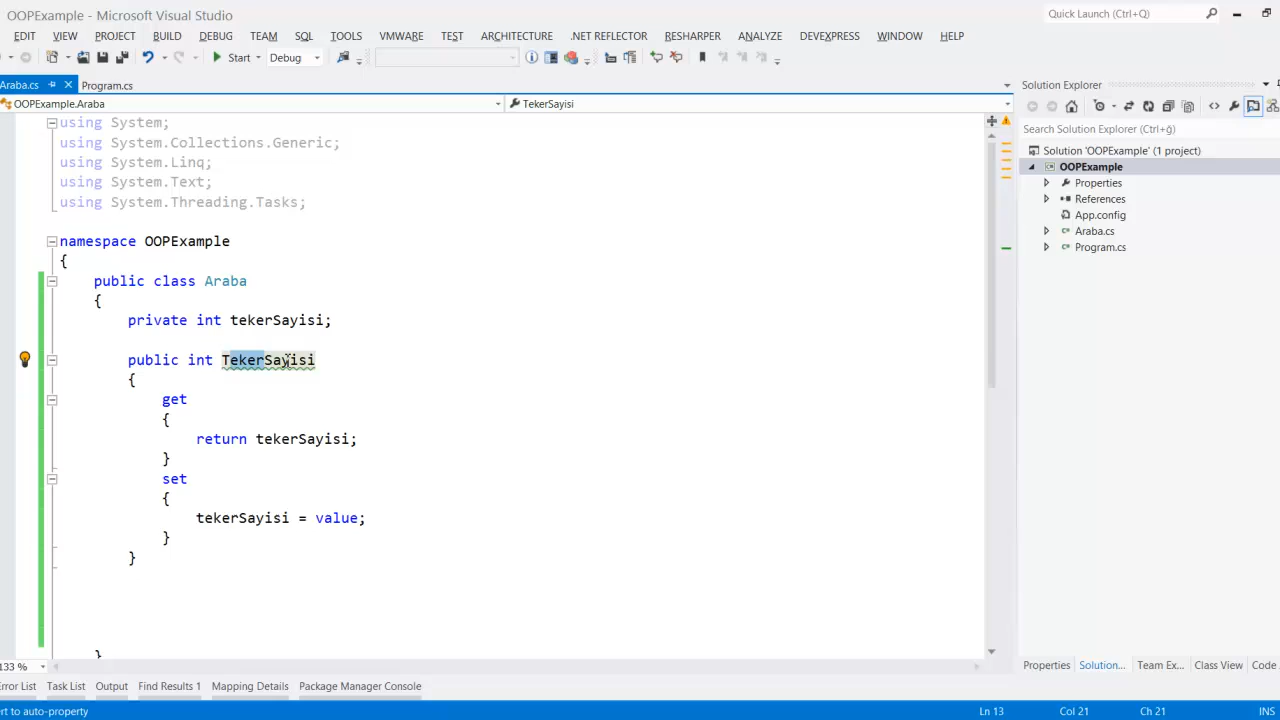 OOPExample - Microsoft Visual Studio
Quick Launch (Ctrl+Q)
EDIT VIEW PROJECT BUILD DEBUG TEAM SQL TOOLS VMWARE TEST ARCHITECTURE .NET REFLECTOR RESHARPER ANALYZE DEVEXPRESS WINDOW HELP
Start Debug
Araba.cs Program.cs
OOPExample.Araba TekerSayisi
using System;
using System.Collections.Generic;
using System.Linq;
using System.Text;
using System.Threading.Tasks;
namespace OOPExample
{
public class Araba
{
private int tekerSayisi;
public int TekerSayisi
{
get
{
return tekerSayisi;
}
set
{
tekerSayisi = value;
}
}
}
133 %
Solution Explorer
Search Solution Explorer (Ctrl+ğ)
Solution 'OOPExample' (1 project)
OOPExample
Properties
References
App.config
Araba.cs
Program.cs
Properties Solution... Team Ex... Class View Code
Error List Task List Output Find Results 1 Mapping Details Package Manager Console
rt to auto-property Ln 13 Col 21 Ch 21 INS